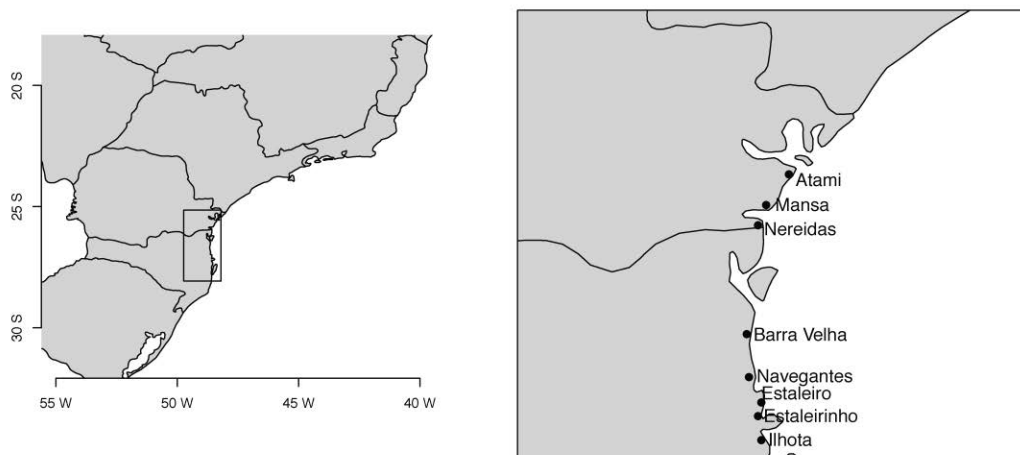 20 S
25 S
30 S
55 W
50 W
45 W
40 W
Atami
Mansa
Nereidas
Barra Velha
Navegantes
Estaleiro
Estaleirinho
Ilhota